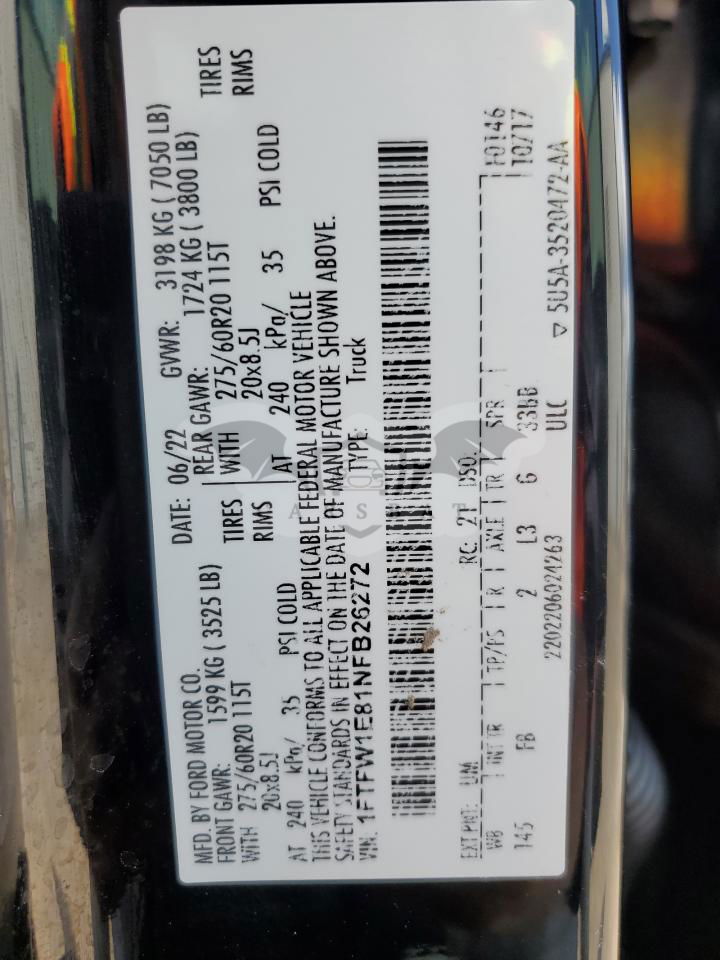 MFD. BY FORD MOTOR CO. DATE: 06/22 GVWR: 3198 KG ( 7050 LB)
FRONT GAWR: 1599 KG ( 3525 LB) REAR GAWR: 1724 KG ( 3800 LB)
WITH 275/60R20 115T TIRES WITH 275/60R20 115T TIRES
20x8.5J RIMS 20x8.5J RIMS
AT 240 kPa/ 35 PSI COLD AT 240 kPa/ 35 PSI COLD
THIS VEHICLE CONFORMS TO ALL APPLICABLE FEDERAL MOTOR VEHICLE
SAFETY STANDARDS IN EFFECT ON THE DATE OF MANUFACTURE SHOWN ABOVE.
VIN: 1FTFW1E81NFB26272 TYPE: Truck
EXT PNT: UM RC: 21 DSO: F0146
WB INT TR TP/PS R AXLE TR SPR 10717
145 FB 2 L3 6 33BB
2202206024263 ULC ▽ 5U5A-3520472-AA
A S T